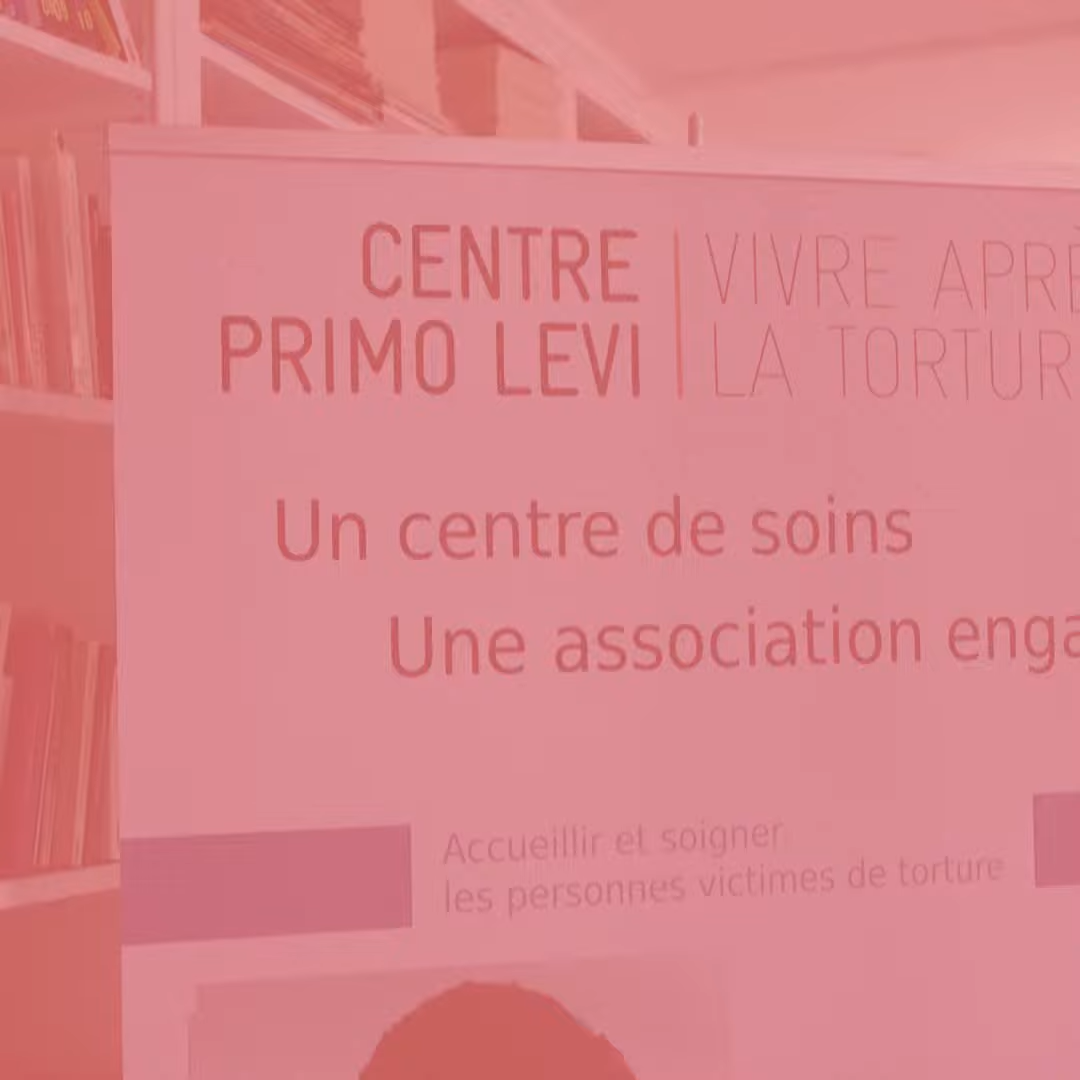 CENTRE
PRIMO LEVI
VIVRE APRÈ
LA TORTUR
Un centre de soins
Une association enga
Accueillir et soigner
les personnes victimes de torture